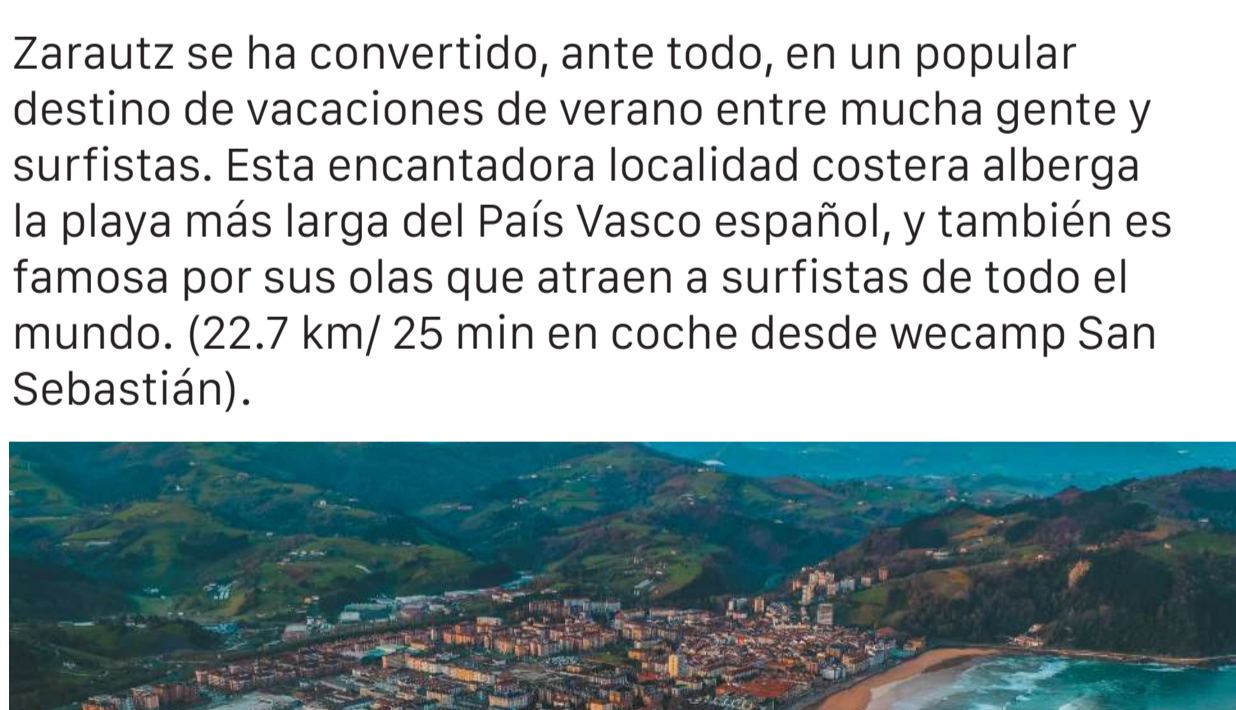 Zarautz se ha convertido, ante todo, en un popular
destino de vacaciones de verano entre mucha gente y
surfistas. Esta encantadora localidad costera alberga
la playa más larga del País Vasco español, y también es
famosa por sus olas que atraen a surfistas de todo el
mundo. (22.7 km/ 25 min en coche desde wecamp San
Sebastián).